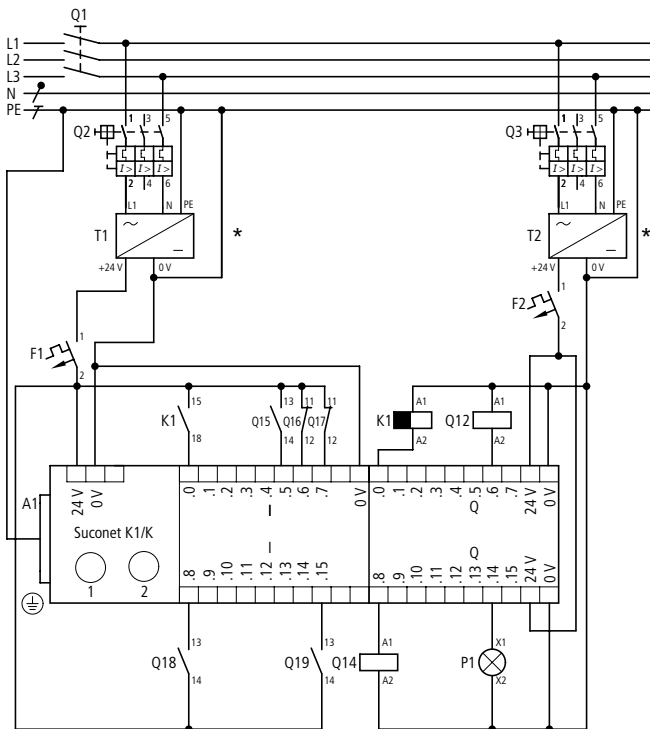 Q1
L1
L2
L3
N
PE
Q2 1 3 5
I> I> I>
2 4 6
L1 N PE
T1 ~ – *
+24 V 0 V
Q3 1 3 5
I> I> I>
2 4 6
L1 N PE
T2 ~ – *
+24 V 0 V
F1 1 2
F2 1 2
K1 15 18
Q15 13 14
Q16 11 12
Q17 11 12
K1 A1 A2
Q12 A1 A2
A1
24 V 0 V
.0 .1 .2 .3 .4 .5 .6 .7 0 V
I
.0 .1 .2 .3 .4 .5 .6 .7 24 V 0 V
Q
Suconet K1/K
1 2
I
.8 .9 .10 .11 .12 .13 .14 .15
Q
.8 .9 .10 .11 .12 .13 .14 .15 24 V 0 V
Q18 13 14
Q19 13 14
Q14 A1 A2
P1 X1 X2